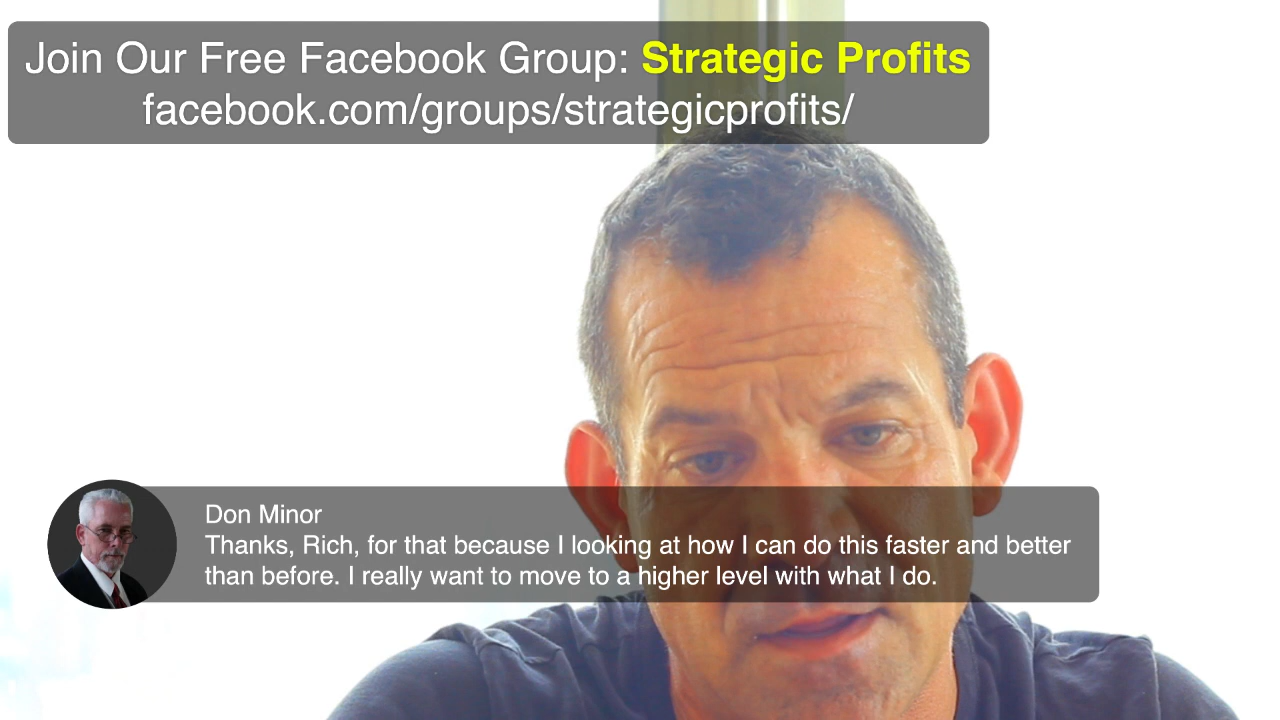 Join Our Free Facebook Group: Strategic Profits
facebook.com/groups/strategicprofits/
Don Minor
Thanks, Rich, for that because I looking at how I can do this faster and better
than before. I really want to move to a higher level with what I do.